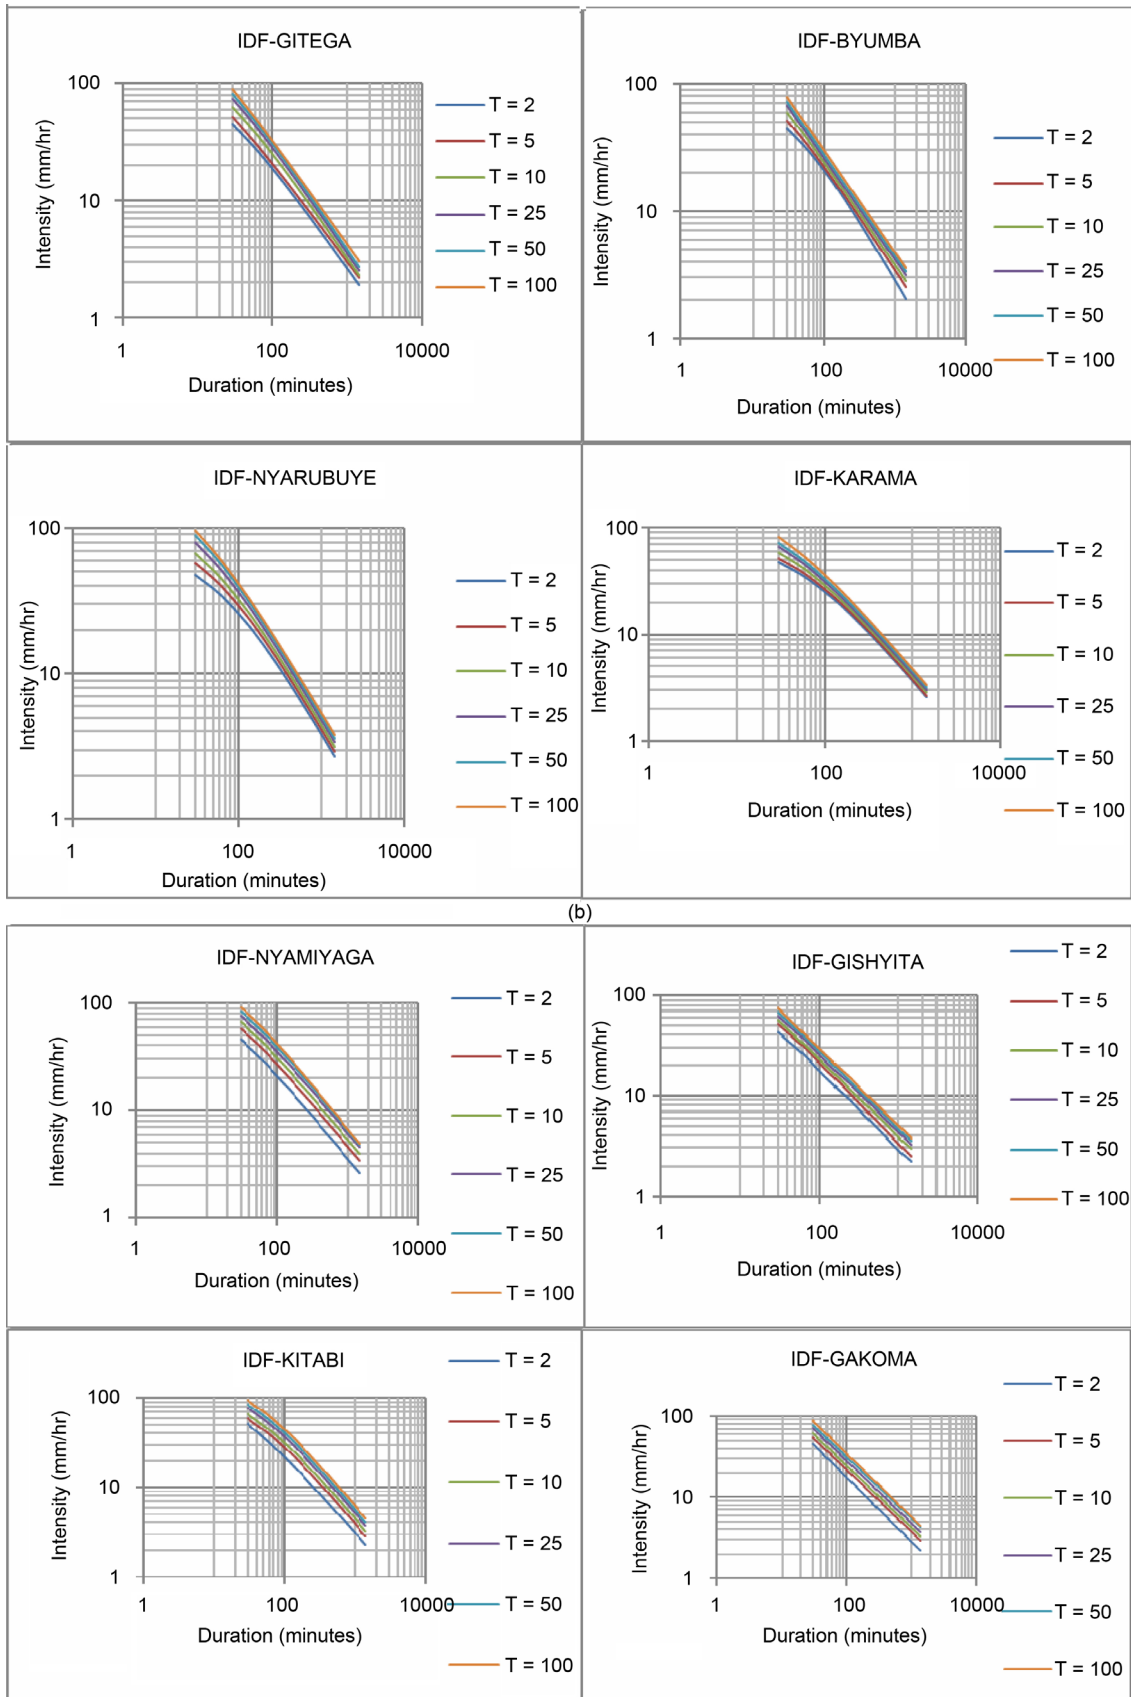 IDF-GITEGA
100
10
1
1
100
10000
Intensity (mm/hr)
Duration (minutes)
T = 2
T = 5
T = 10
T = 25
T = 50
T = 100
IDF-BYUMBA
100
10
1
1
100
10000
Intensity (mm/hr)
Duration (minutes)
T = 2
T = 5
T = 10
T = 25
T = 50
T = 100
IDF-NYARUBUYE
100
10
1
1
100
10000
Intensity (mm/hr)
Duration (minutes)
T = 2
T = 5
T = 10
T = 25
T = 50
T = 100
IDF-KARAMA
100
10
1
1
100
10000
Intensity (mm/hr)
Duration (minutes)
T = 2
T = 5
T = 10
T = 25
T = 50
T = 100
(b)
IDF-NYAMIYAGA
100
10
1
1
100
10000
Intensity (mm/hr)
Duration (minutes)
T = 2
T = 5
T = 10
T = 25
T = 50
T = 100
IDF-GISHYITA
100
10
1
1
100
10000
Intensity (mm/hr)
Duration (minutes)
T = 2
T = 5
T = 10
T = 25
T = 50
T = 100
IDF-KITABI
100
10
1
1
100
10000
Intensity (mm/hr)
Duration (minutes)
T = 2
T = 5
T = 10
T = 25
T = 50
T = 100
IDF-GAKOMA
100
10
1
1
100
10000
Intensity (mm/hr)
Duration (minutes)
T = 2
T = 5
T = 10
T = 25
T = 50
T = 100